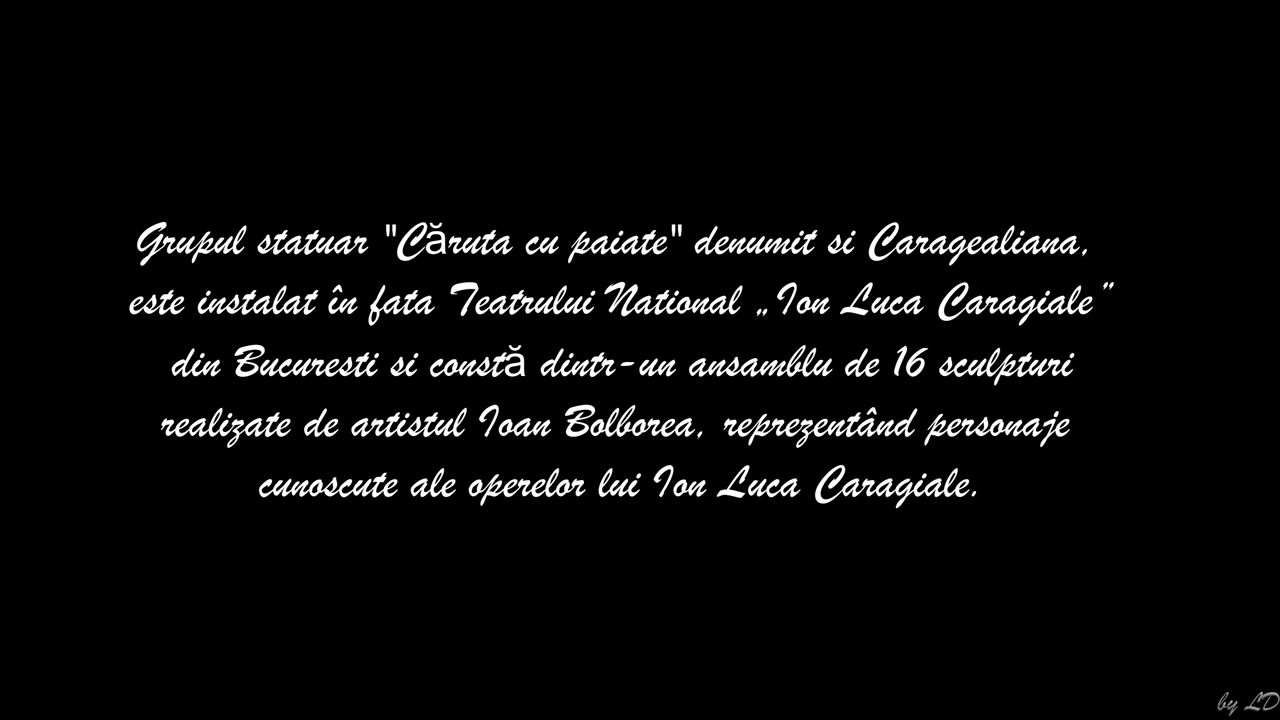 Grupul statuar "Căruta cu paiate" denumit si Caragealiana,
este instalat în fata Teatrului National „Ion Luca Caragiale”
din Bucuresti si constă dintr-un ansamblu de 16 sculpturi
realizate de artistul Ioan Bolborea, reprezentând personaje
cunoscute ale operelor lui Ion Luca Caragiale.
by LD